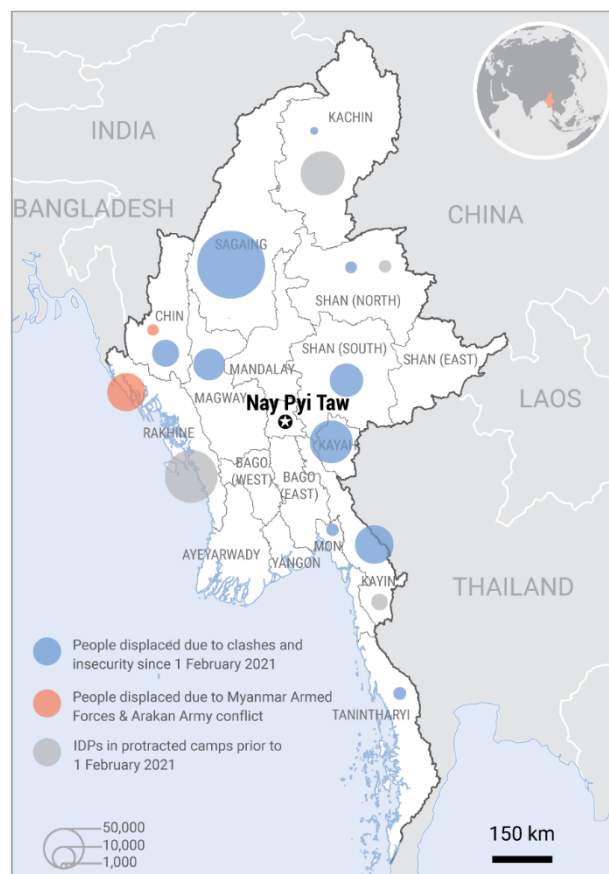 KACHIN
INDIA
BANGLADESH
CHINA
SAGAING
SHAN (NORTH)
CHIN
SHAN (SOUTH)
SHAN (EAST)
MANDALAY
MAGWAY
LAOS
Nay Pyi Taw
RAKHINE
KAYAH
BAGO
(WEST)
BAGO
(EAST)
MON
AYEYARWADY
YANGON
KAYIN
THAILAND
People displaced due to clashes and
insecurity since 1 February 2021
People displaced due to Myanmar Armed
Forces & Arakan Army conflict
TANINTHARYI
IDPs in protracted camps prior to
1 February 2021
50,000
10,000
1,000
150 km